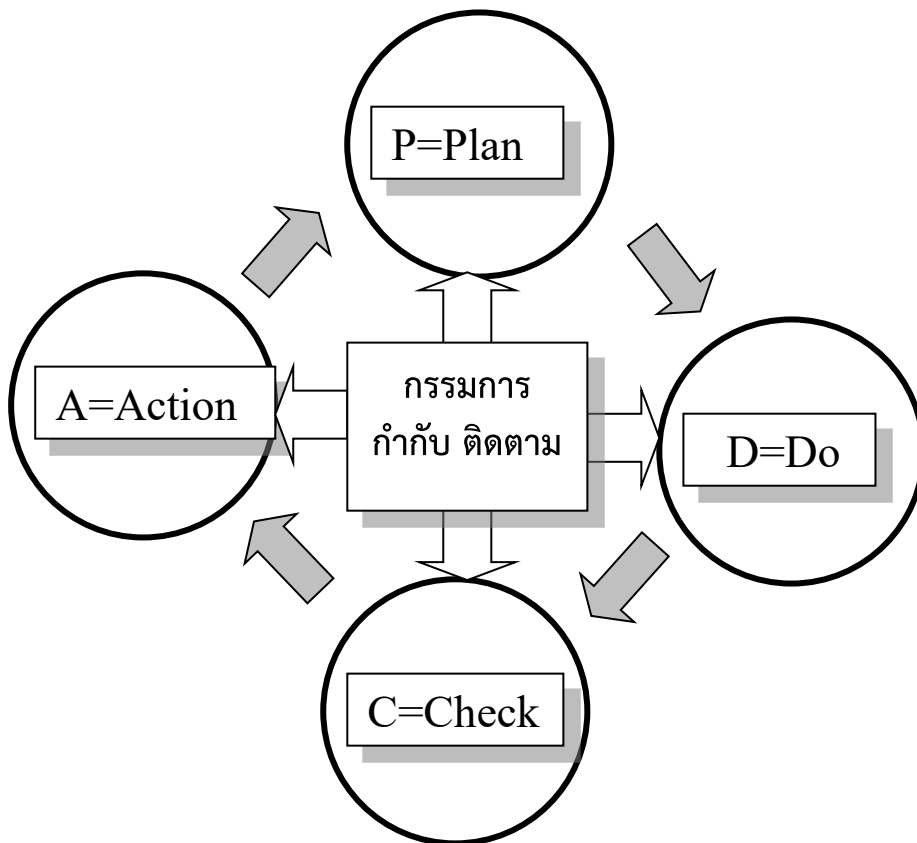 P=Plan
A=Action
กรรมการ
กำกับ ติดตาม
D=Do
C=Check